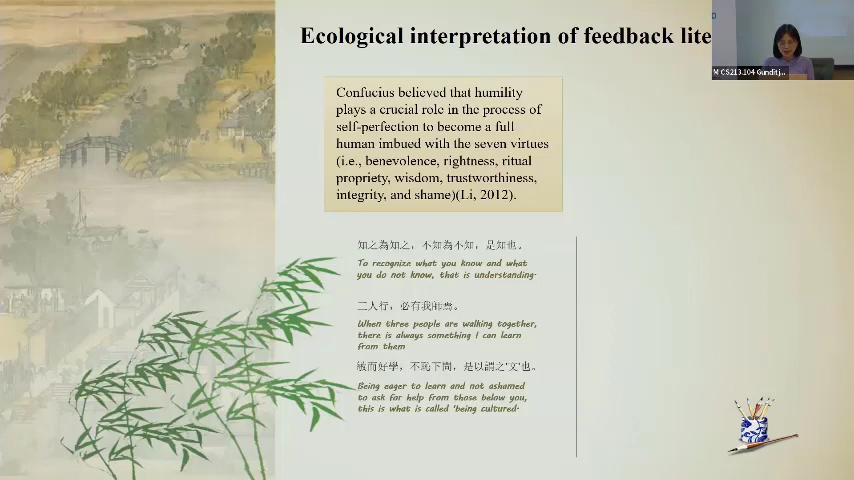 Ecological interpretation of feedback lite
M CS213.104 Gunditj...
Confucius believed that humility
plays a crucial role in the process of
self-perfection to become a full
human imbued with the seven virtues
(i.e., benevolence, rightness, ritual
propriety, wisdom, trustworthiness,
integrity, and shame)(Li, 2012).
知之為知之，不知為不知，是知也。
To recognize what you know and what
you do not know, that is understanding.
三人行，必有我師焉。
When three people are walking together,
there is always something I can learn
from them
敏而好學，不恥下問，是以謂之'文'也。
Being eager to learn and not ashamed
to ask for help from those below you,
this is what is called 'being cultured.